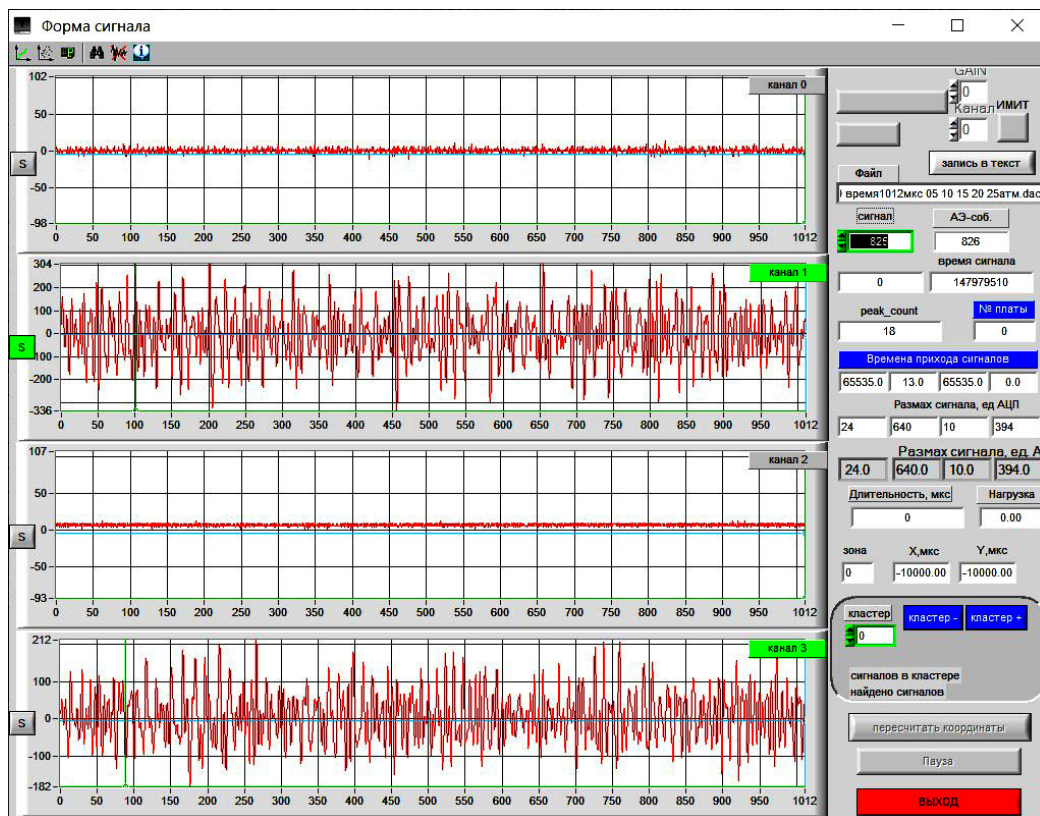 Форма сигнала
102
50
0
-50
-98
канал 0
S
0 50 100 150 200 250 300 350 400 450 500 550 600 650 700 750 800 850 900 950 1012
304
200
100
0
-100
-200
-336
канал 1
S
0 50 100 150 200 250 300 350 400 450 500 550 600 650 700 750 800 850 900 950 1012
107
50
0
-50
-93
канал 2
S
0 50 100 150 200 250 300 350 400 450 500 550 600 650 700 750 800 850 900 950 1012
212
100
0
-100
-182
канал 3
S
0 50 100 150 200 250 300 350 400 450 500 550 600 650 700 750 800 850 900 950 1012
GAIN
0
Канал ИМИТ
0
запись в текст
Файл
время1012мкс 05 10 15 20 25атм.dac
сигнал АЭ-соб.
825 826
время сигнала
0 147979510
peak_count № платы
18 0
Времена прихода сигналов
65535.0 13.0 65535.0 0.0
Размах сигнала, ед АЦП
24 640 10 394
Размах сигнала, ед. А
24.0 640.0 10.0 394.0
Длительность, мкс Нагрузка
0 0.00
зона X,мкс Y,мкс
0 -10000.00 -10000.00
кластер кластер - кластер +
0
сигналов в кластере
найдено сигналов
пересчитать координаты
Пауза
ВЫХОД